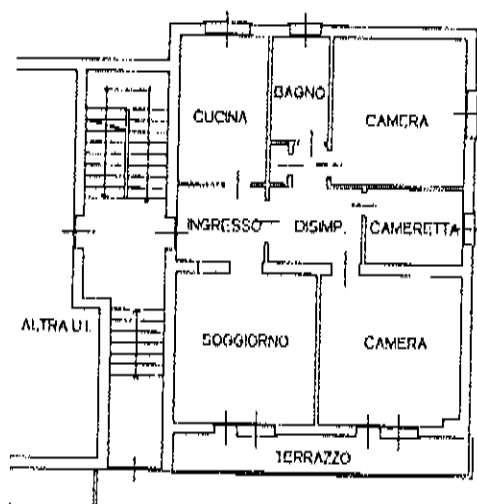 BAGNO
CUCINA
CAMERA
INGRESSO
DISIMP.
CAMERETTA
ALTRA U.I.
SOGGIORNO
CAMERA
TERRAZZO